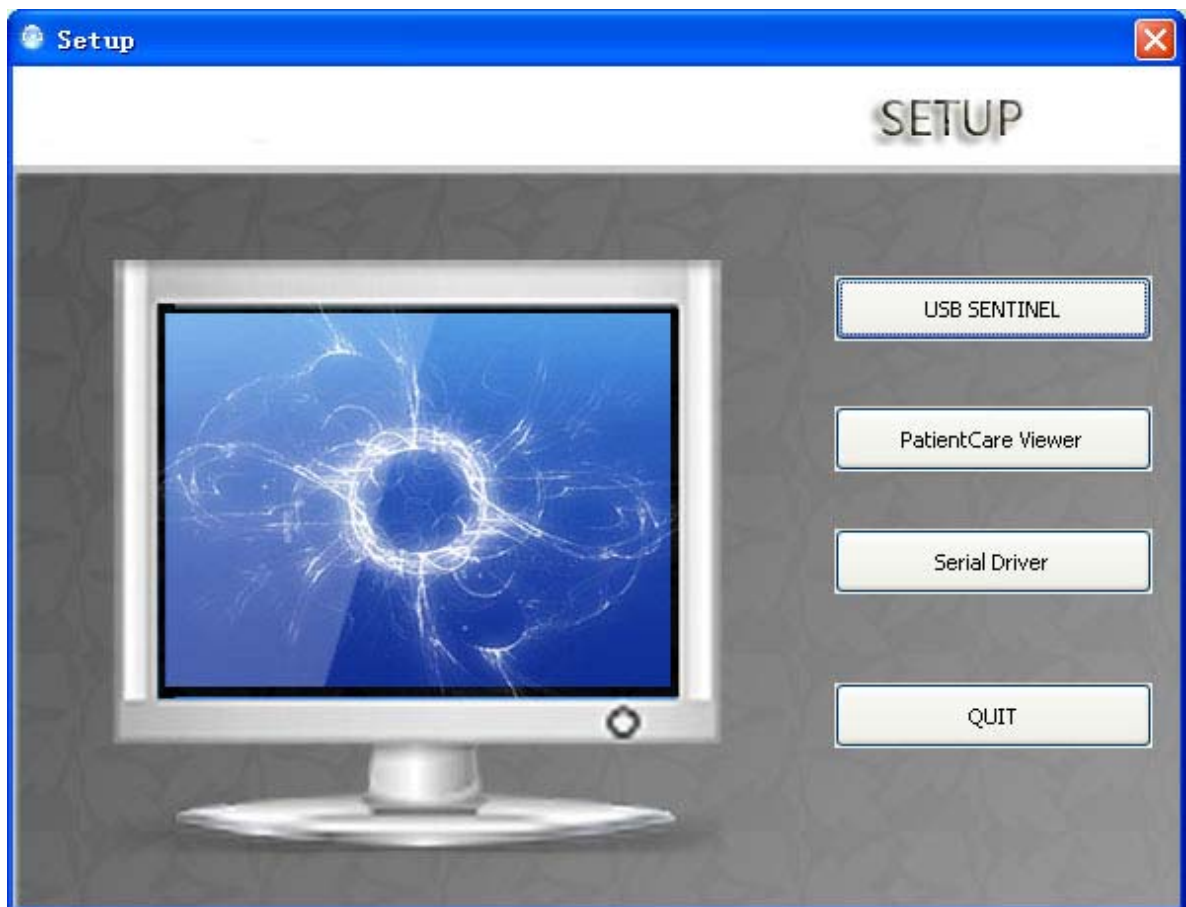 Setup
SETUP
USB SENTINEL
PatientCare Viewer
Serial Driver
QUIT